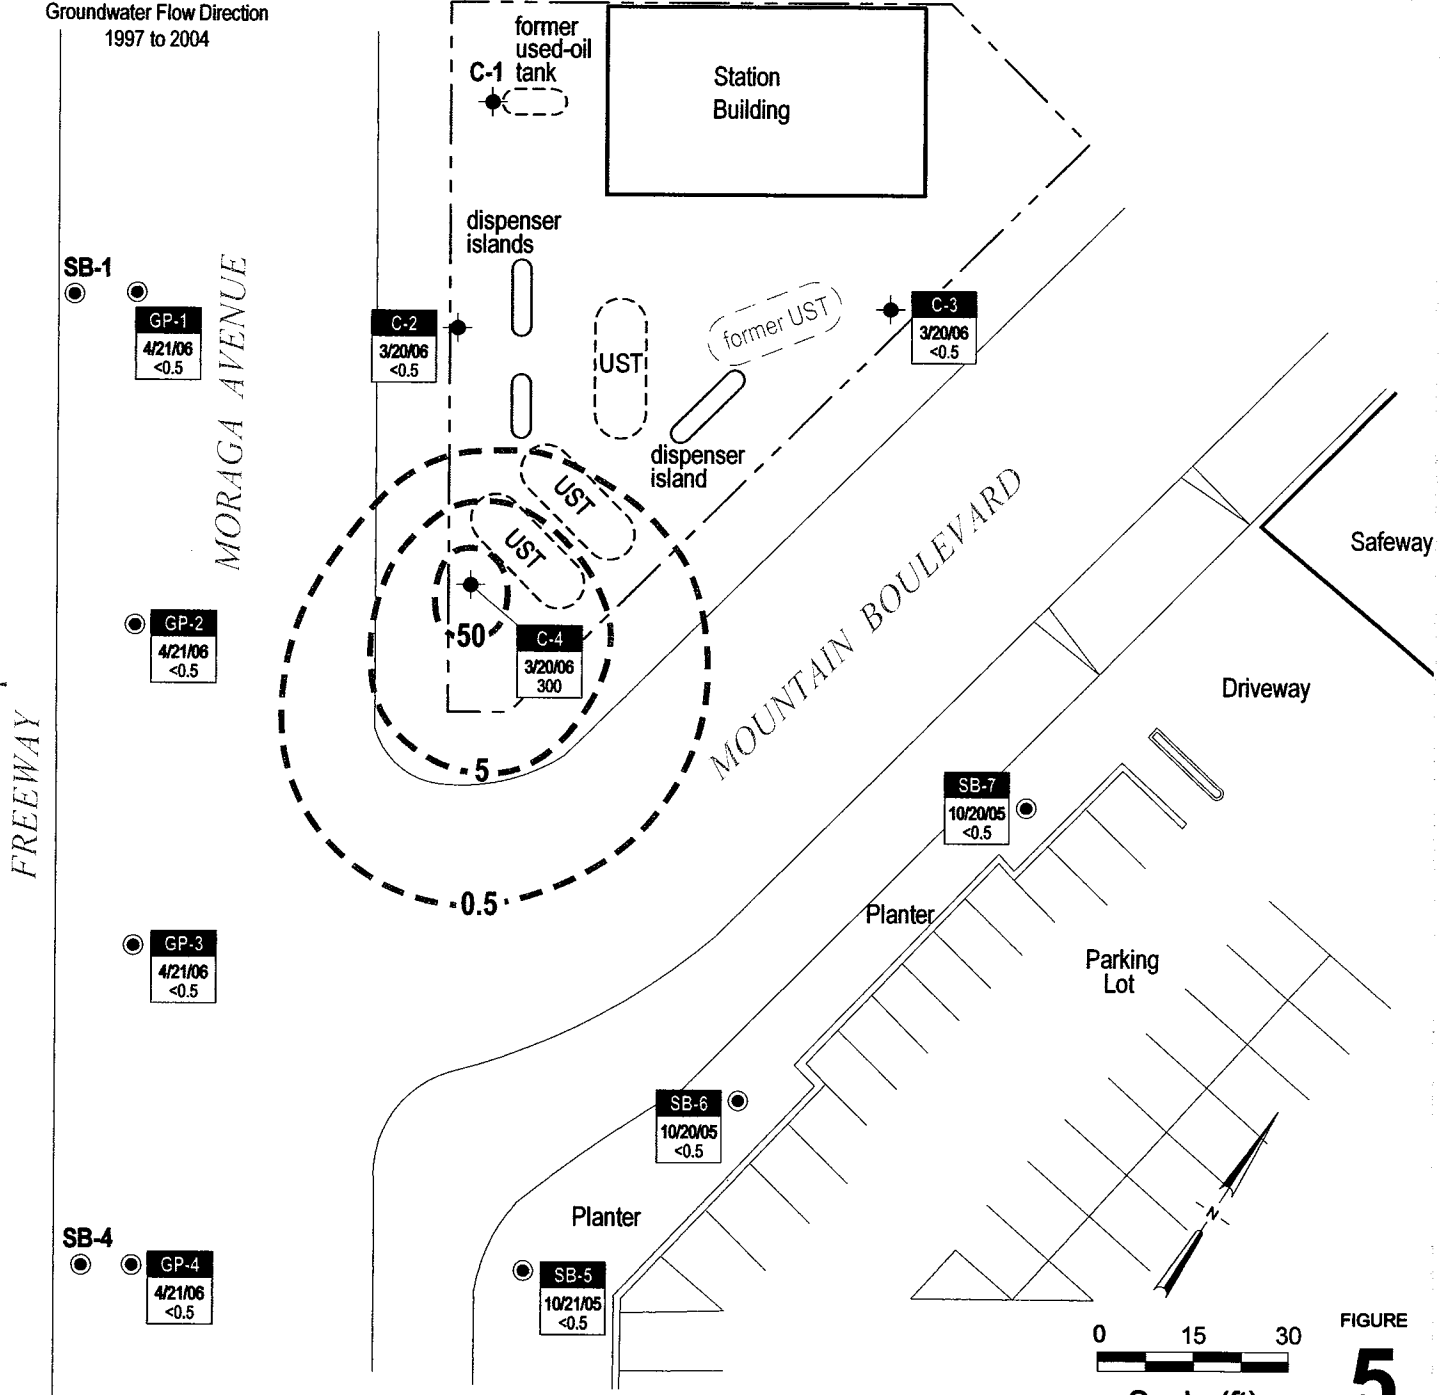 Groundwater Flow Direction
1997 to 2004
former
used-oil
tank
C-1
Station
Building
dispenser
islands
SB-1
GP-1
4/21/06
<0.5
MORAGA AVENUE
C-2
3/20/06
<0.5
UST
former UST
C-3
3/20/06
<0.5
dispenser
island
UST
UST
50
C-4
3/20/06
300
5
0.5
GP-2
4/21/06
<0.5
MOUNTAIN BOULEVARD
Safeway
Driveway
FREEWAY
SB-7
10/20/05
<0.5
Planter
Parking
Lot
GP-3
4/21/06
<0.5
SB-6
10/20/05
<0.5
Planter
N
SB-4
GP-4
4/21/06
<0.5
SB-5
10/21/05
<0.5
0 15 30
FIGURE
5